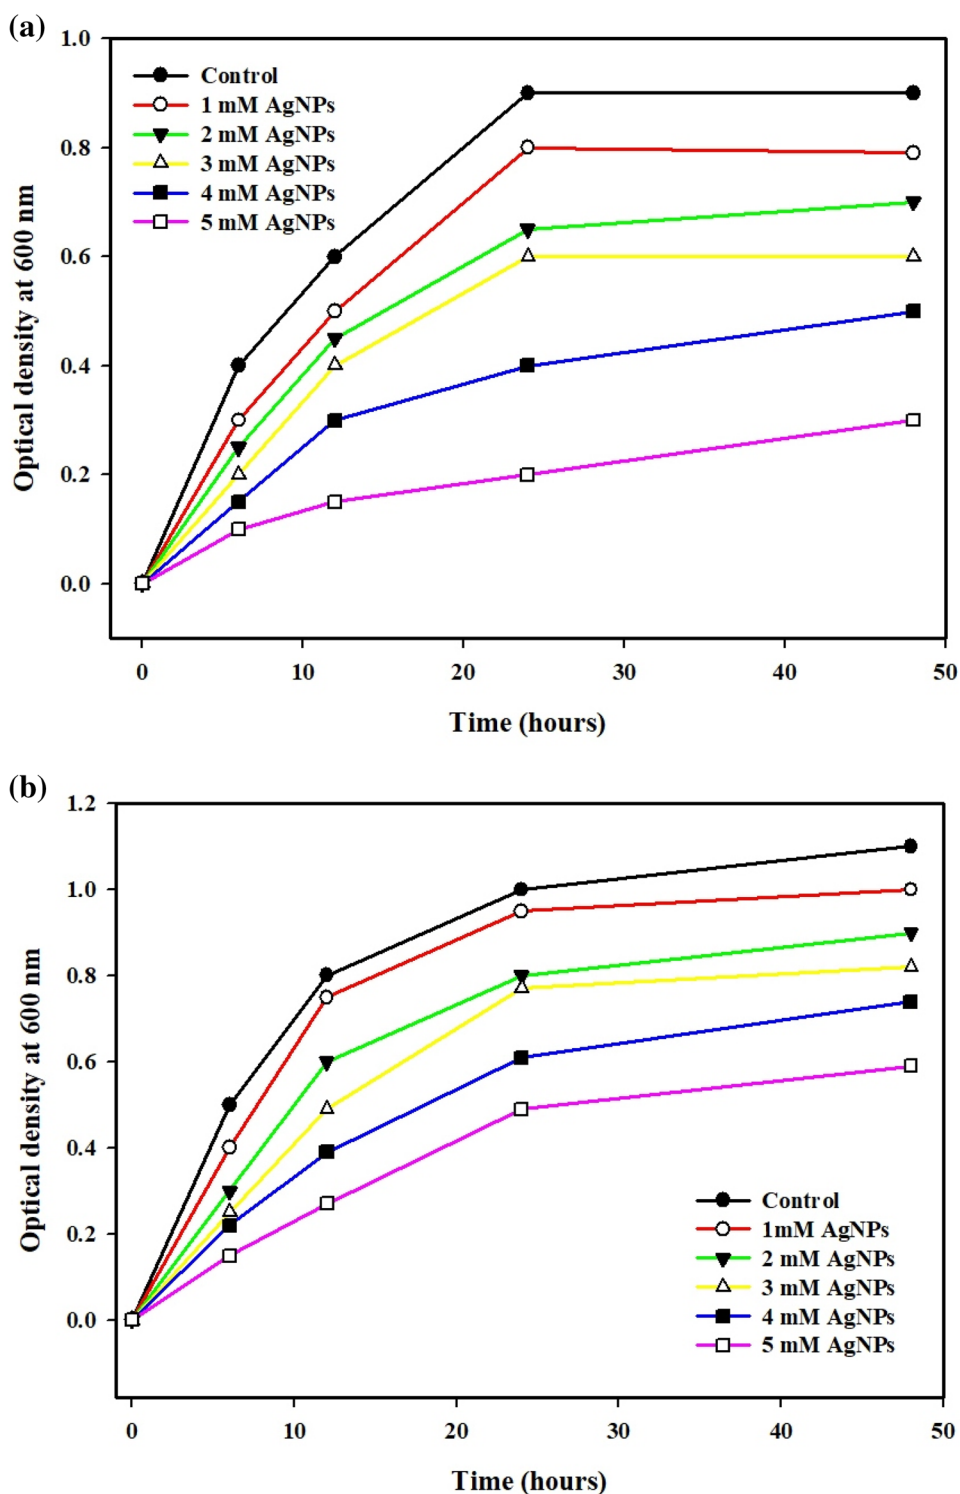 (a)
1.0
0.8
0.6
0.4
0.2
0.0
Optical density at 600 nm
Control
1 mM AgNPs
2 mM AgNPs
3 mM AgNPs
4 mM AgNPs
5 mM AgNPs
0 10 20 30 40 50
Time (hours)
(b)
1.2
1.0
0.8
0.6
0.4
0.2
0.0
Optical density at 600 nm
Control
1mM AgNPs
2 mM AgNPs
3 mM AgNPs
4 mM AgNPs
5 mM AgNPs
0 10 20 30 40 50
Time (hours)